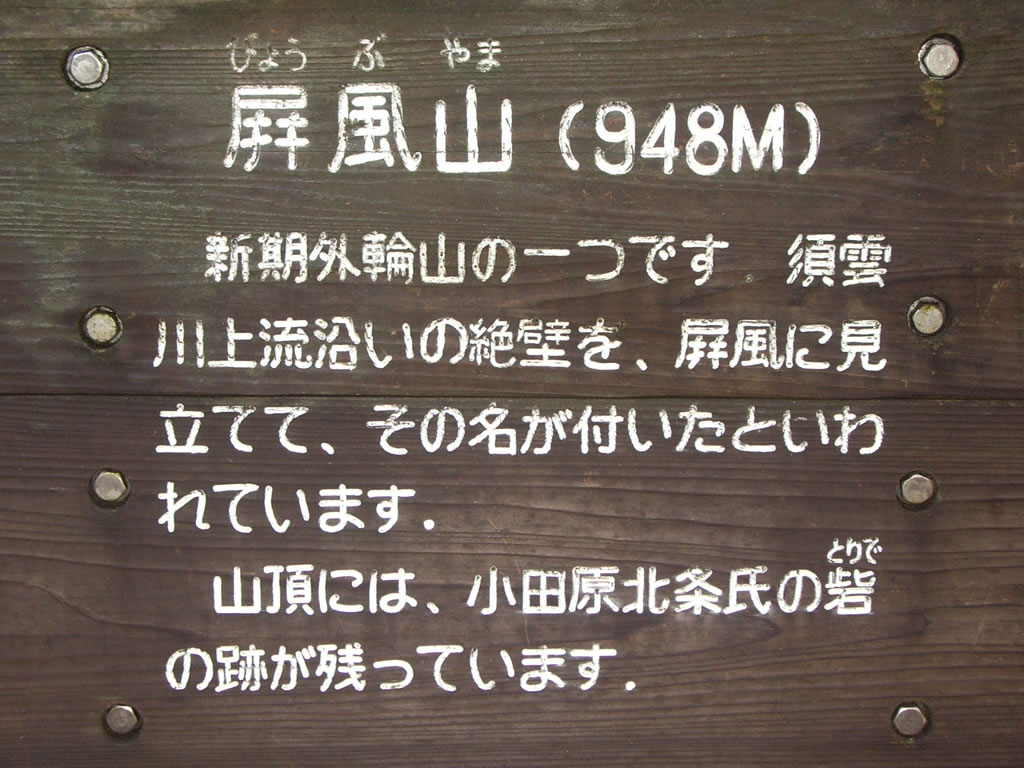 びょう ぶ やま
屏風山（948M）
新期外輪山の一つです 須雲
川上流沿いの絶壁を、屏風に見
立てて、その名が付いたといわ
れています．
とりで
山頂には、小田原北条氏の砦
の跡が残っています．